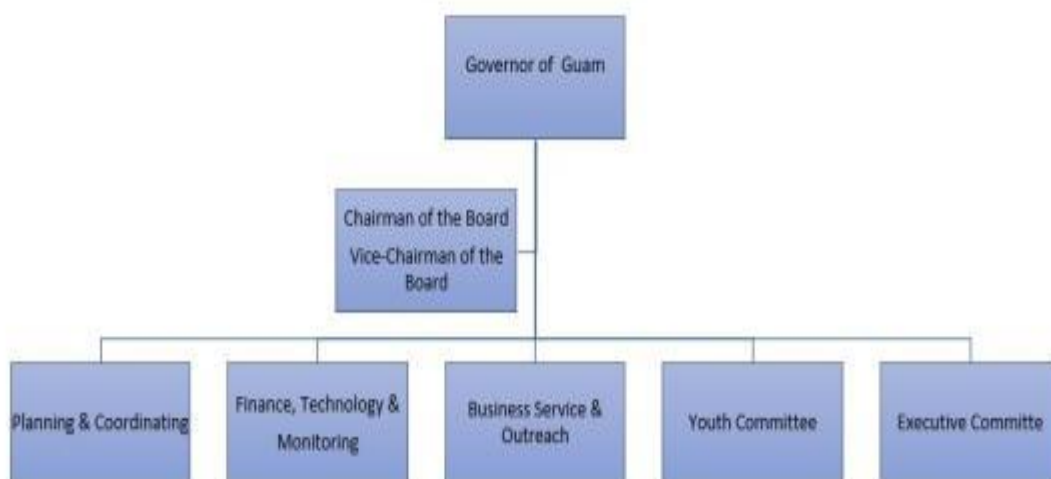 Governor of Guam
Chairman of the Board
Vice-Chairman of the
Board
Planning & Coordinating
Finance, Technology &
Monitoring
Business Service &
Outreach
Youth Committee
Executive Committe